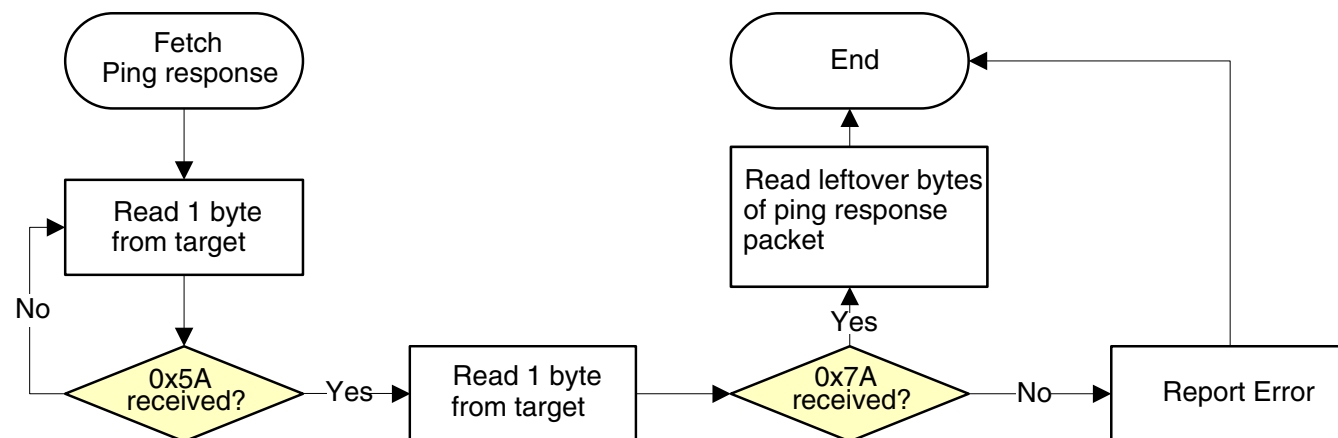 Fetch
Ping response
End
Read 1 byte
from target
Read leftover bytes
of ping response
packet
No
Yes
0x5A
received?
Yes
Read 1 byte
from target
0x7A
received?
No
Report Error